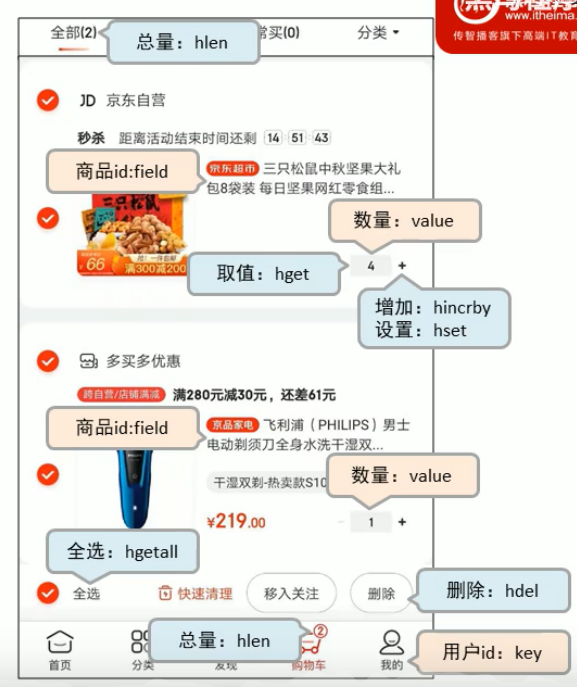 www.itheima.
传智播客旗下高端IT教育
全部(2)
总量：hlen
常买(0)
分类
JD 京东自营
秒杀 距离活动结束时间还剩 14 51 43
商品id:field
京东超市 三只松鼠中秋坚果大礼
包8袋装 每日坚果网红零食组...
三只松鼠
数量：value
¥66
满300减200
取值：hget
4 +
增加：hincrby
设置：hset
多买多优惠
跨自营/店铺满减 满280元减30元，还差61元
商品id:field
京品家电 飞利浦（PHILIPS）男士
电动剃须刀全身水洗干湿双...
干湿双剃-热卖款S10
数量：value
¥219.00
- 1 +
全选：hgetall
全选
快速清理
移入关注
删除
删除：hdel
总量：hlen
2
首页
分类
发现
购物车
我的
用户id：key